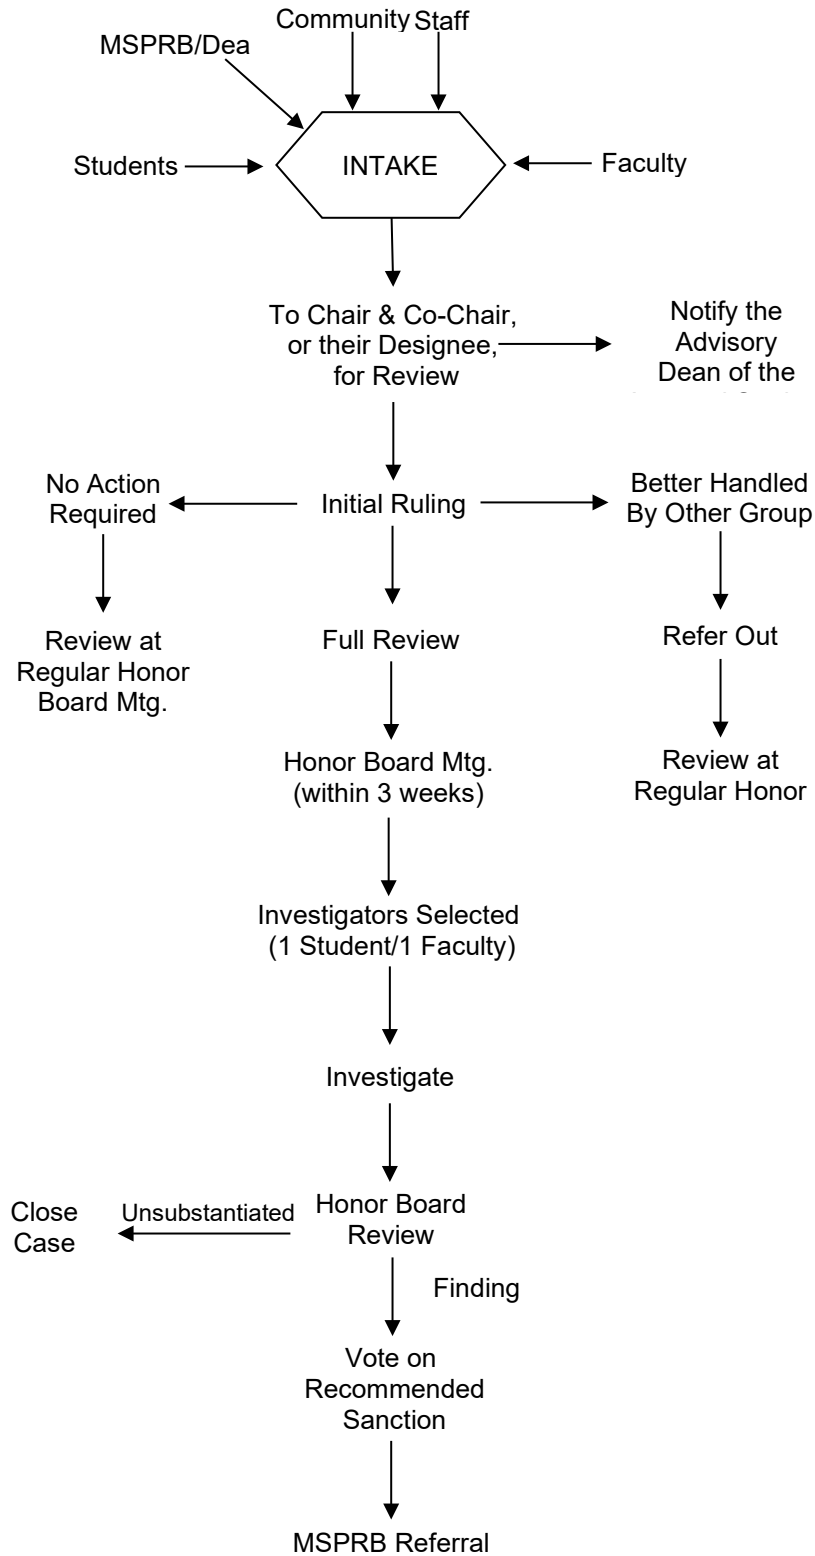 Community Staff
MSPRB/Dea
Students
INTAKE
Faculty
To Chair & Co-Chair,
or their Designee,
for Review
Notify the
Advisory
Dean of the
No Action
Required
Initial Ruling
Better Handled
By Other Group
Review at
Regular Honor
Board Mtg.
Full Review
Refer Out
Honor Board Mtg.
(within 3 weeks)
Review at
Regular Honor
Investigators Selected
(1 Student/1 Faculty)
Investigate
Close
Case
Unsubstantiated
Honor Board
Review
Finding
Vote on
Recommended
Sanction
MSPRB Referral